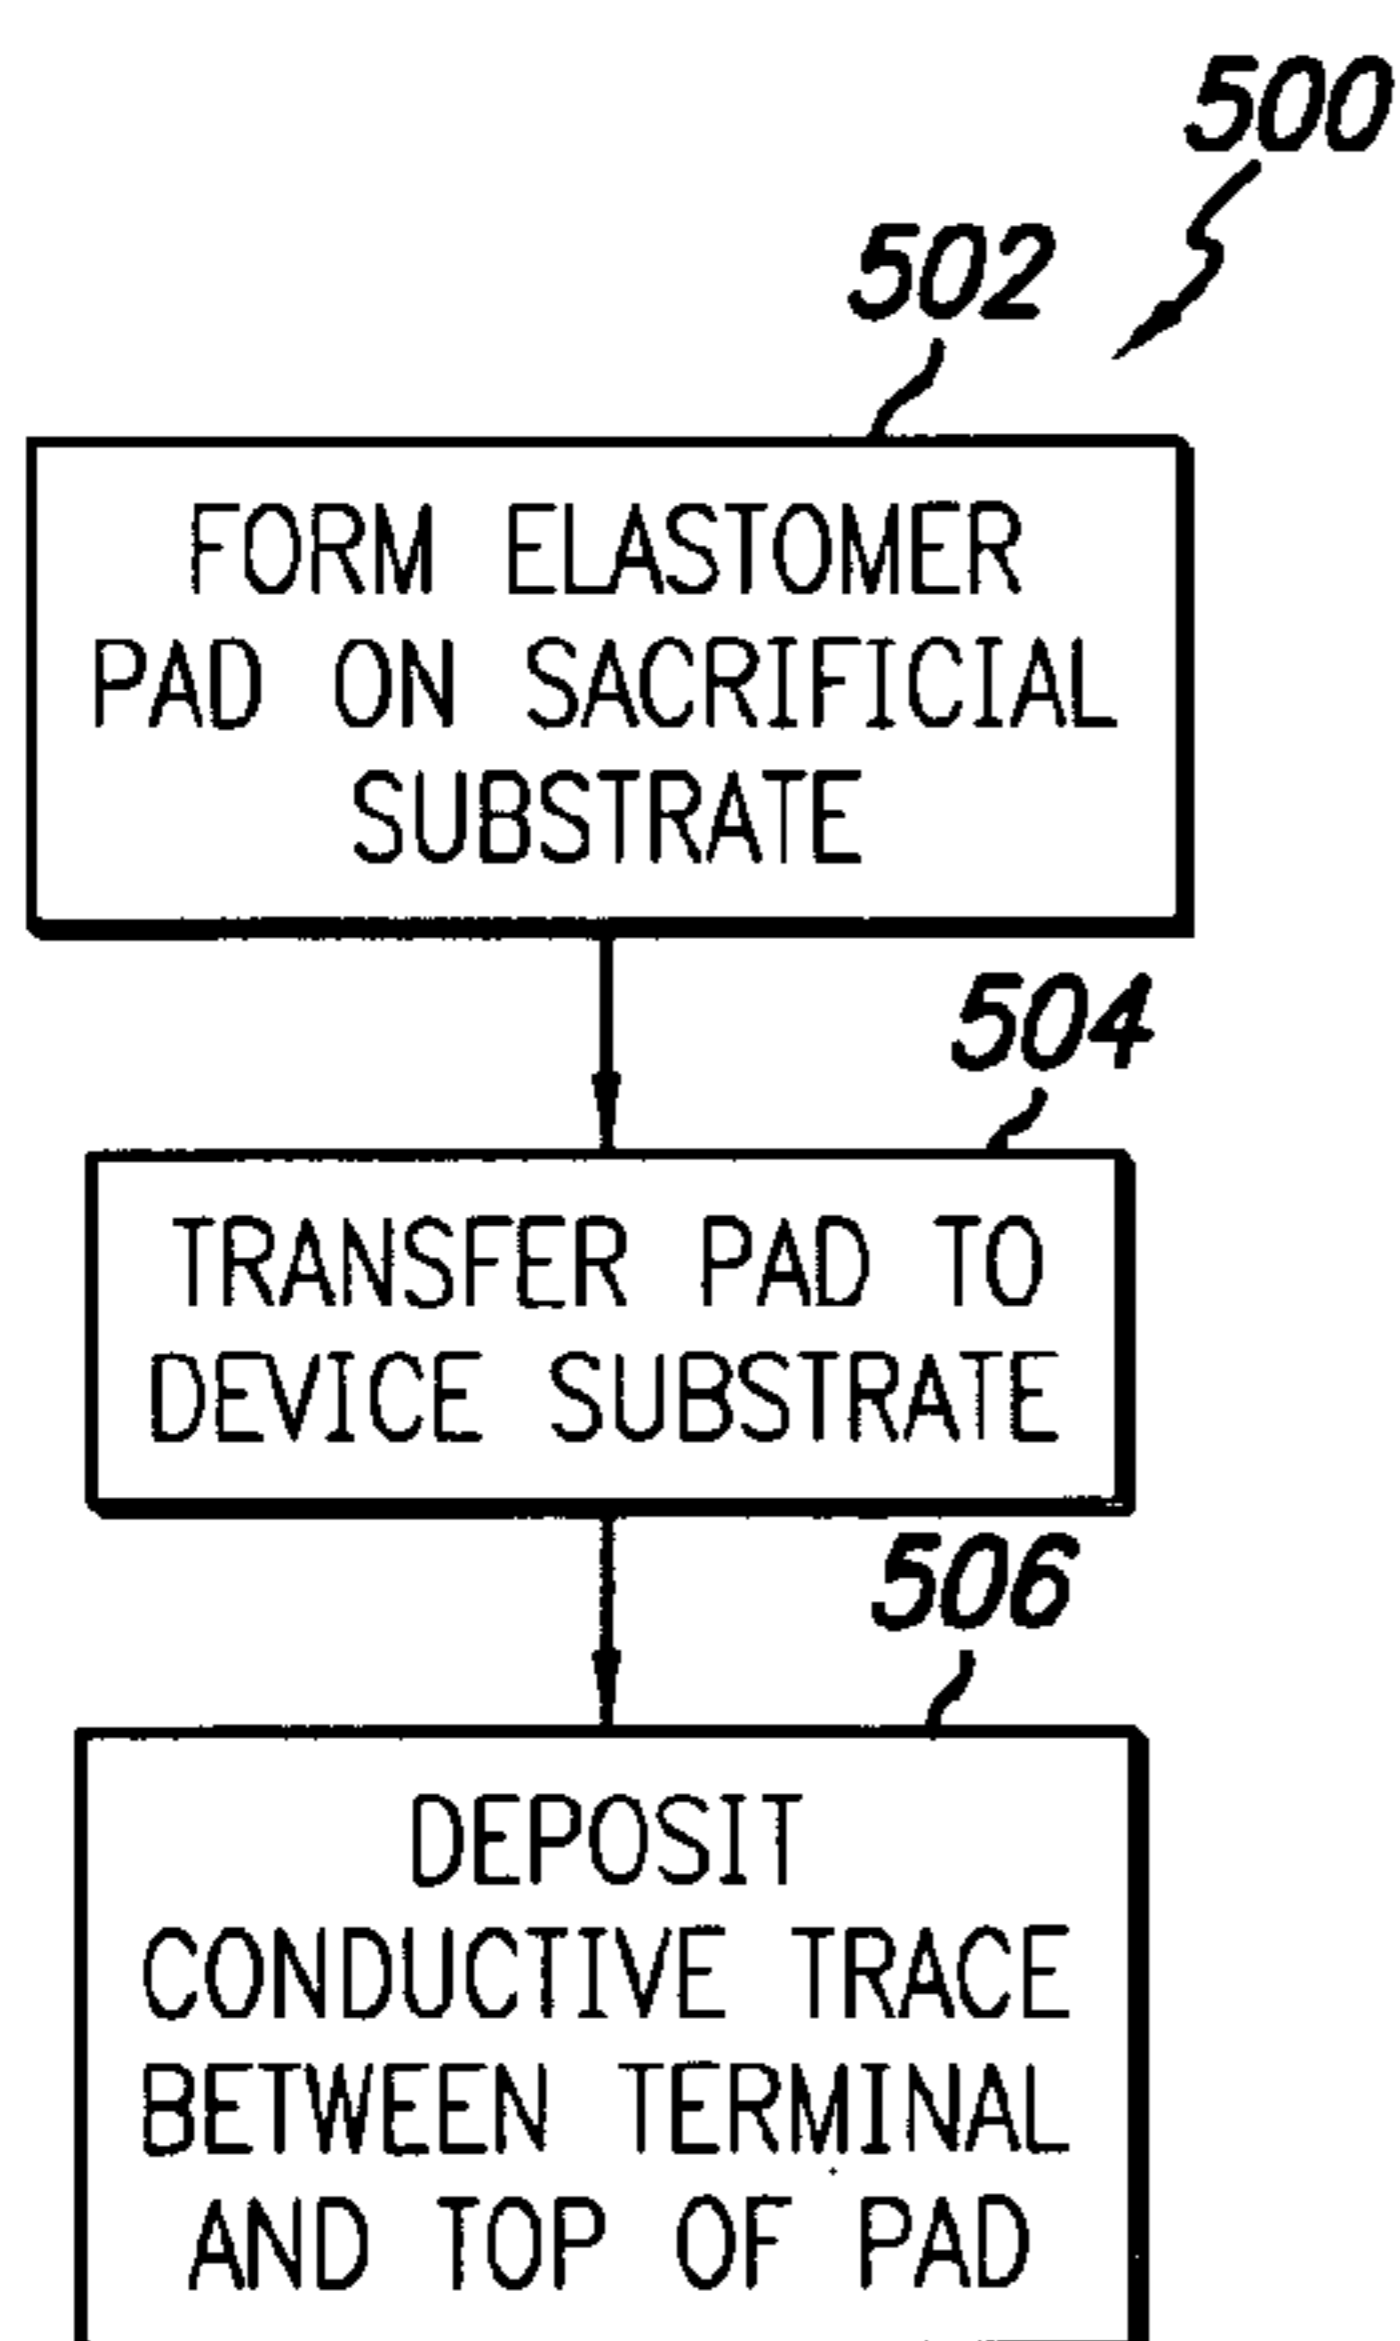 500
502
FORM ELASTOMER
PAD ON SACRIFICIAL
SUBSTRATE
504
TRANSFER PAD TO
DEVICE SUBSTRATE
506
DEPOSIT
CONDUCTIVE TRACE
BETWEEN TERMINAL
AND TOP OF PAD